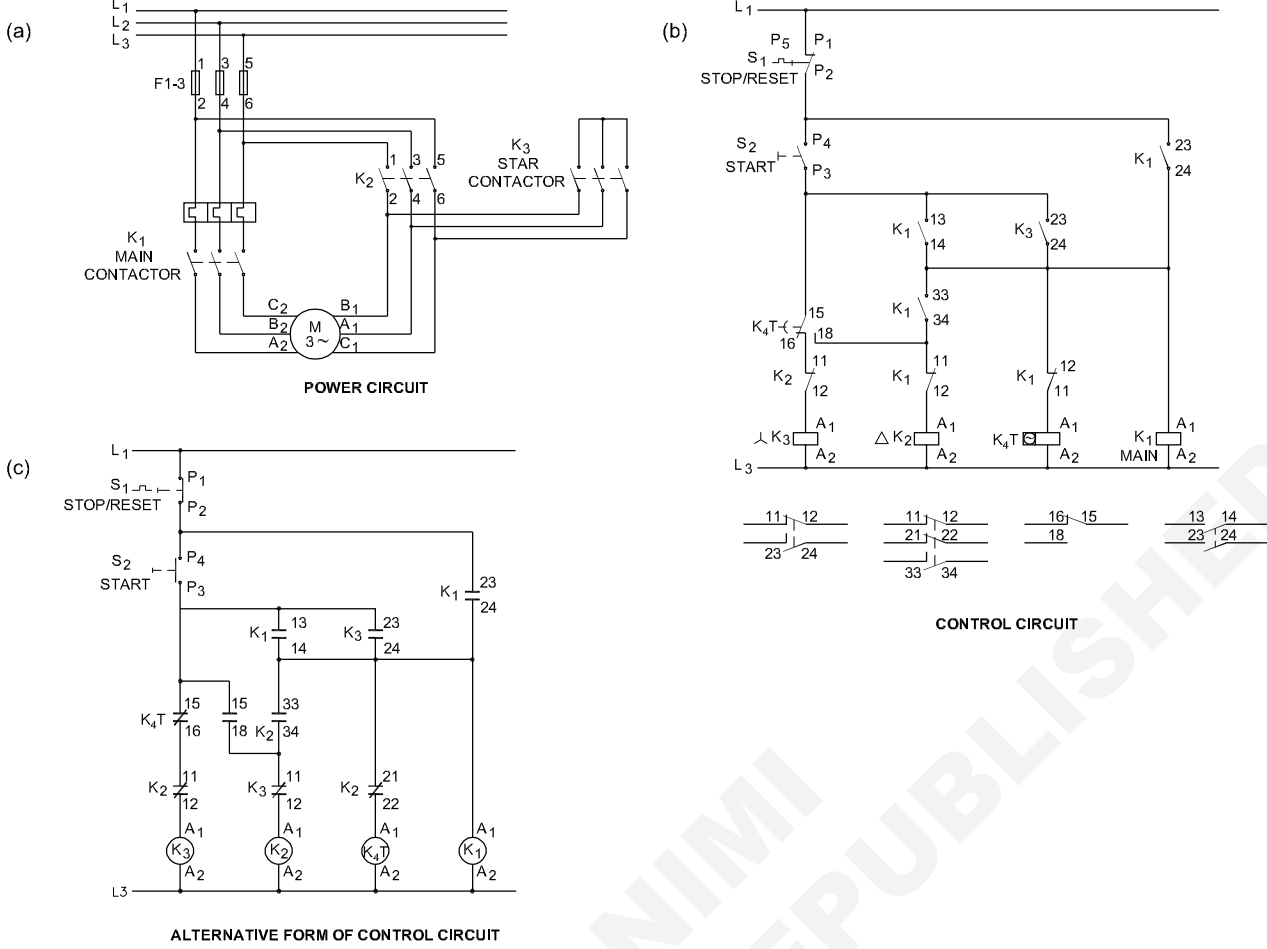 (a)
L1
L2
L3
F1-3
1 3 5
2 4 6
K1
MAIN
CONTACTOR
K2
1 3 5
2 4 6
K3
STAR
CONTACTOR
C2
B2
A2
M
3~
B1
A1
C1
POWER CIRCUIT
(b)
L1
P5 P1
S1
STOP/RESET
P2
S2
START
P4
P3
K1
23
24
K1
13
14
K3
23
24
K1
33
34
K4T
15
16
18
K2
11
12
K1
11
12
K1
12
11
K3
A1
A2
K2
A1
A2
K4T
A1
A2
K1
MAIN
A1
A2
L3
11 12
23 24
11 12
21 22
33 34
16 15
18
13 14
23 24
CONTROL CIRCUIT
(c)
L1
S1
STOP/RESET
P1
P2
S2
START
P4
P3
K1
23
24
K1
13
14
K3
23
24
K4T
15
16
15
18
K2
33
34
K2
11
12
K3
11
12
K2
21
22
K3
A1
A2
K2
A1
A2
K4T
A1
A2
K1
A1
A2
L3
ALTERNATIVE FORM OF CONTROL CIRCUIT
NIMI
EPUBLISHED